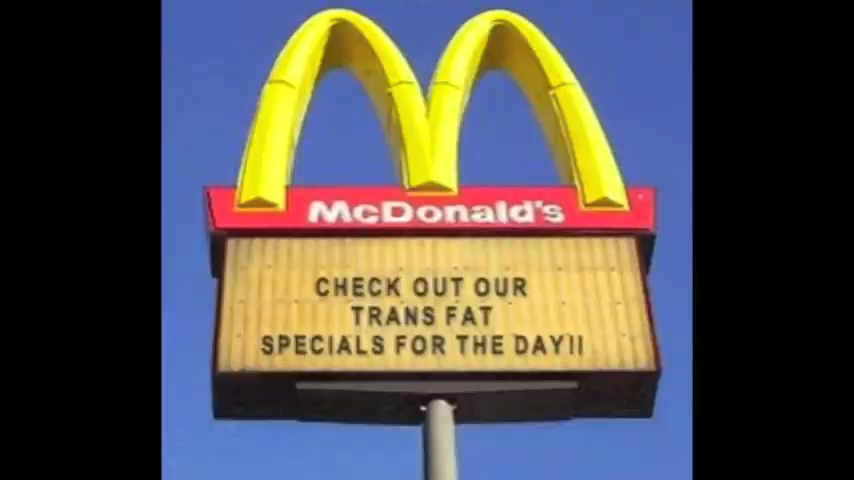 McDonald's
CHECK OUT OUR
TRANS FAT
SPECIALS FOR THE DAY!!